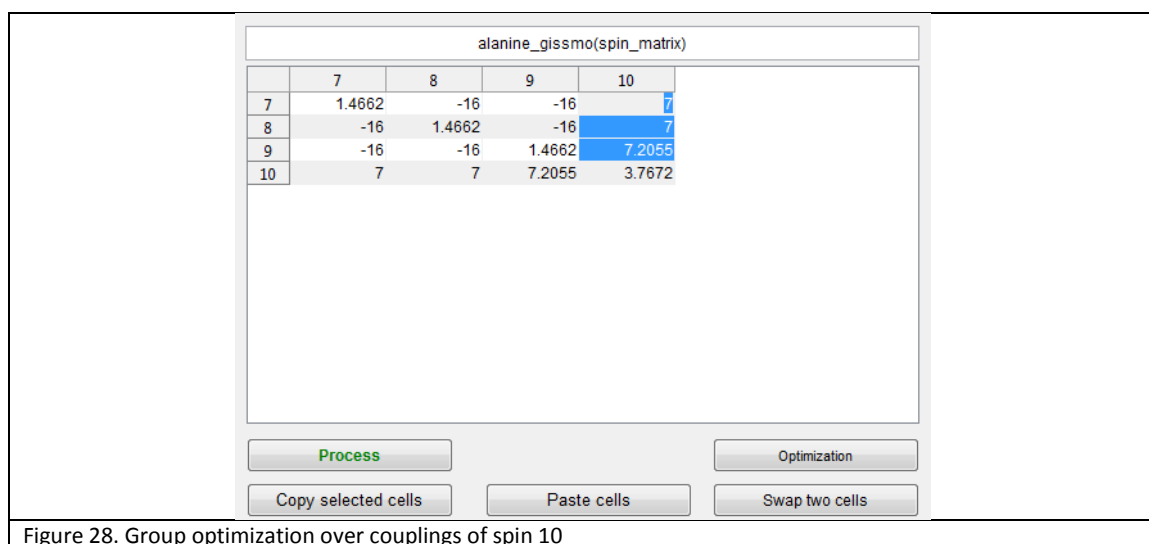 alanine_gissmo(spin_matrix)
7 8 9 10
7 1.4662 -16 -16 7
8 -16 1.4662 -16 7
9 -16 -16 1.4662 7.2055
10 7 7 7.2055 3.7672
Process Optimization
Copy selected cells Paste cells Swap two cells
Figure 28. Group optimization over couplings of spin 10